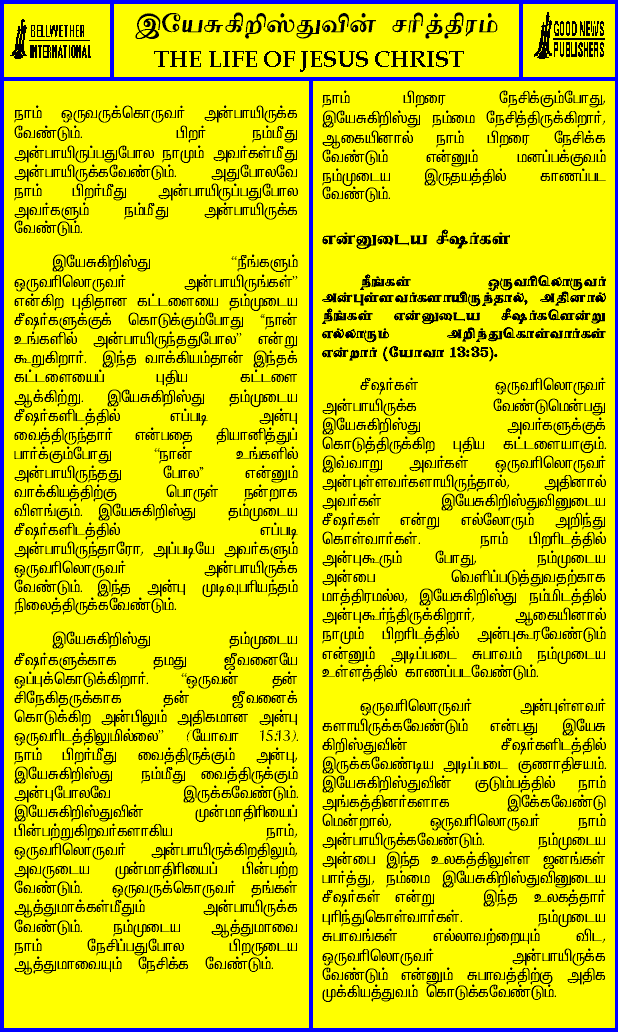 BELLWETHER
INTERNATIONAL
இயேசுகிறிஸ்துவின் சரித்திரம்
THE LIFE OF JESUS CHRIST
GOOD NEWS
PUBLISHERS
நாம் ஒருவருக்கொருவர் அன்பாயிருக்க
வேண்டும். பிறர் நம்மீது
அன்பாயிருப்பதுபோல நாமும் அவர்கள்மீது
அன்பாயிருக்கவேண்டும். அதுபோலவே
நாம் பிறர்மீது அன்பாயிருப்பதுபோல
அவர்களும் நம்மீது அன்பாயிருக்க
வேண்டும்.
இயேசுகிறிஸ்து “நீங்களும்
ஒருவரிலொருவர் அன்பாயிருங்கள்”
என்கிற புதிதான கட்டளையை தம்முடைய
சீஷர்களுக்குக் கொடுக்கும்போது “நான்
உங்களில் அன்பாயிருந்ததுபோல” என்று
கூறுகிறார். இந்த வாக்கியம்தான் இந்தக்
கட்டளையைப் புதிய கட்டளை
ஆக்கிற்று. இயேசுகிறிஸ்து தம்முடைய
சீஷர்களிடத்தில் எப்படி அன்பு
வைத்திருந்தார் என்பதை தியானித்துப்
பார்க்கும்போது “நான் உங்களில்
அன்பாயிருந்தது போல” என்னும்
வாக்கியத்திற்கு பொருள் நன்றாக
விளங்கும். இயேசுகிறிஸ்து தம்முடைய
சீஷர்களிடத்தில் எப்படி
அன்பாயிருந்தாரோ, அப்படியே அவர்களும்
ஒருவரிலொருவர் அன்பாயிருக்க
வேண்டும். இந்த அன்பு முடிவுபரியந்தம்
நிலைத்திருக்கவேண்டும்.
இயேசுகிறிஸ்து தம்முடைய
சீஷர்களுக்காக தமது ஜீவனையே
ஒப்புக்கொடுக்கிறார். “ஒருவன் தன்
சிநேகிதருக்காக தன் ஜீவனைக்
கொடுக்கிற அன்பிலும் அதிகமான அன்பு
ஒருவரிடத்திலுமில்லை” (யோவா 15:13).
நாம் பிறர்மீது வைத்திருக்கும் அன்பு,
இயேசுகிறிஸ்து நம்மீது வைத்திருக்கும்
அன்புபோலவே இருக்கவேண்டும்.
இயேசுகிறிஸ்துவின் முன்மாதிரியைப்
பின்பற்றுகிறவர்களாகிய நாம்,
ஒருவரிலொருவர் அன்பாயிருக்கிறதிலும்,
அவருடைய முன்மாதிரியைப் பின்பற்ற
வேண்டும். ஒருவருக்கொருவர் தங்கள்
ஆத்துமாக்கள்மீதும் அன்பாயிருக்க
வேண்டும். நம்முடைய ஆத்துமாவை
நாம் நேசிப்பதுபோல பிறருடைய
ஆத்துமாவையும் நேசிக்க வேண்டும்.
நாம் பிறரை நேசிக்கும்போது,
இயேசுகிறிஸ்து நம்மை நேசித்திருக்கிறார்,
ஆகையினால் நாம் பிறரை நேசிக்க
வேண்டும் என்னும் மனப்பக்குவம்
நம்முடைய இருதயத்தில் காணப்பட
வேண்டும்.
என்னுடைய சீஷர்கள்
நீங்கள் ஒருவரிலொருவர்
அன்புள்ளவர்களாயிருந்தால், அதினால்
நீங்கள் என்னுடைய சீஷர்களென்று
எல்லாரும் அறிந்துகொள்வார்கள்
என்றார் (யோவா 13:35).
சீஷர்கள் ஒருவரிலொருவர்
அன்பாயிருக்க வேண்டுமென்பது
இயேசுகிறிஸ்து அவர்களுக்குக்
கொடுத்திருக்கிற புதிய கட்டளையாகும்.
இவ்வாறு அவர்கள் ஒருவரிலொருவர்
அன்புள்ளவர்களாயிருந்தால், அதினால்
அவர்கள் இயேசுகிறிஸ்துவினுடைய
சீஷர்கள் என்று எல்லோரும் அறிந்து
கொள்வார்கள். நாம் பிறரிடத்தில்
அன்புகூரும் போது, நம்முடைய
அன்பை வெளிப்படுத்துவதற்காக
மாத்திரமல்ல, இயேசுகிறிஸ்து நம்மிடத்தில்
அன்புகூர்ந்திருக்கிறார், ஆகையினால்
நாமும் பிறரிடத்தில் அன்புகூரவேண்டும்
என்னும் அடிப்படை சுபாவம் நம்முடைய
உள்ளத்தில் காணப்படவேண்டும்.
ஒருவரிலொருவர் அன்புள்ளவர்
களாயிருக்கவேண்டும் என்பது இயேசு
கிறிஸ்துவின் சீஷர்களிடத்தில்
இருக்கவேண்டிய அடிப்படை குணாதிசயம்.
இயேசுகிறிஸ்துவின் குடும்பத்தில் நாம்
அங்கத்தினர்களாக இக்கேவேண்டு
மென்றால், ஒருவரிலொருவர் நாம்
அன்பாயிருக்கவேண்டும். நம்முடைய
அன்பை இந்த உலகத்திலுள்ள ஜனங்கள்
பார்த்து, நம்மை இயேசுகிறிஸ்துவினுடைய
சீஷர்கள் என்று இந்த உலகத்தார்
புரிந்துகொள்வார்கள். நம்முடைய
சுபாவங்கள் எல்லாவற்றையும் விட,
ஒருவரிலொருவர் அன்பாயிருக்க
வேண்டும் என்னும் சுபாவத்திற்கு அதிக
முக்கியத்துவம் கொடுக்கவேண்டும்.